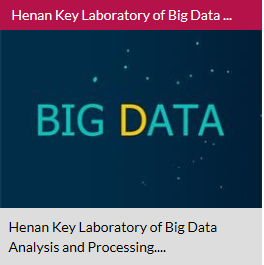 Henan Key Laboratory of Big Data ...
BIG DATA
Henan Key Laboratory of Big Data
Analysis and Processing....